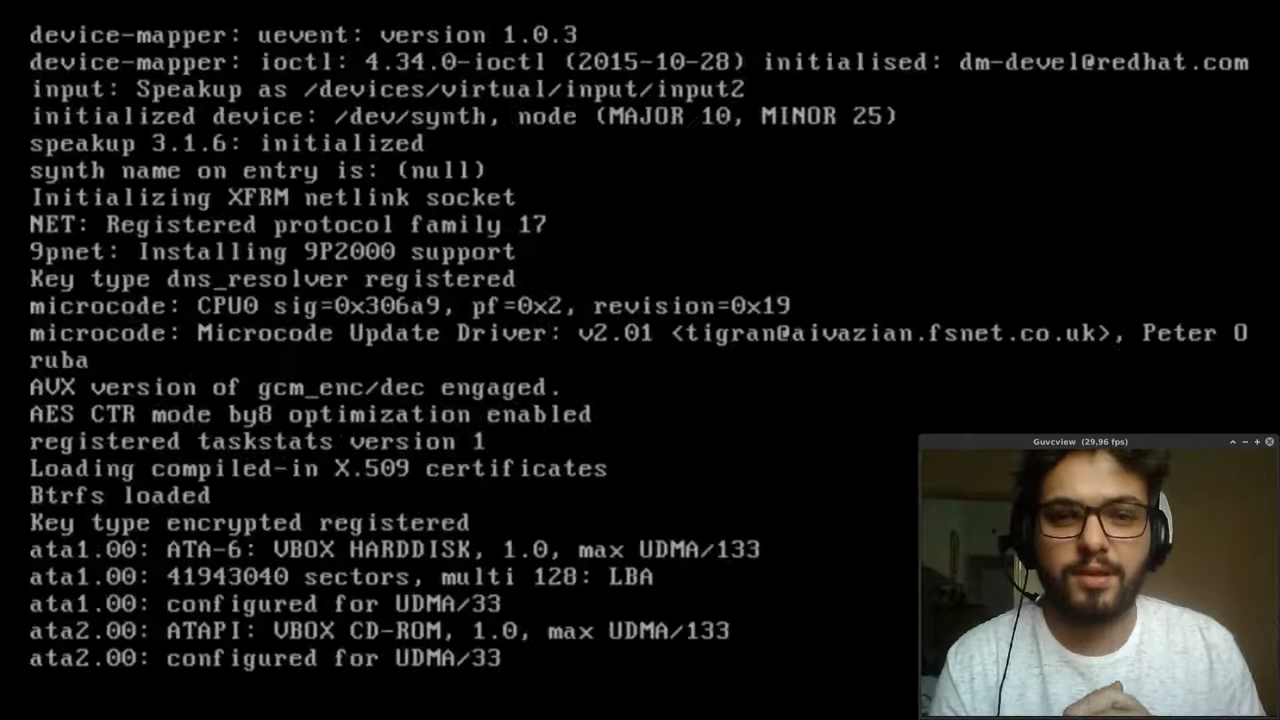 device-mapper: uevent: version 1.0.3
device-mapper: ioctl: 4.34.0-ioctl (2015-10-28) initialised: dm-devel@redhat.com
input: Speakup as /devices/virtual/input/input2
initialized device: /dev/synth, node (MAJOR 10, MINOR 25)
speakup 3.1.6: initialized
synth name on entry is: (null)
Initializing XFRM netlink socket
NET: Registered protocol family 17
9pnet: Installing 9P2000 support
Key type dns_resolver registered
microcode: CPU0 sig=0x306a9, pf=0x2, revision=0x19
microcode: Microcode Update Driver: v2.01 <tigran@aivazian.fsnet.co.uk>, Peter O
ruba
AVX version of gcm_enc/dec engaged.
AES CTR mode by8 optimization enabled
registered taskstats version 1
Loading compiled-in X.509 certificates
Btrfs loaded
Key type encrypted registered
ata1.00: ATA-6: VBOX HARDDISK, 1.0, max UDMA/133
ata1.00: 41943040 sectors, multi 128: LBA
ata1.00: configured for UDMA/33
ata2.00: ATAPI: VBOX CD-ROM, 1.0, max UDMA/133
ata2.00: configured for UDMA/33
Guvcview (29,96 fps)